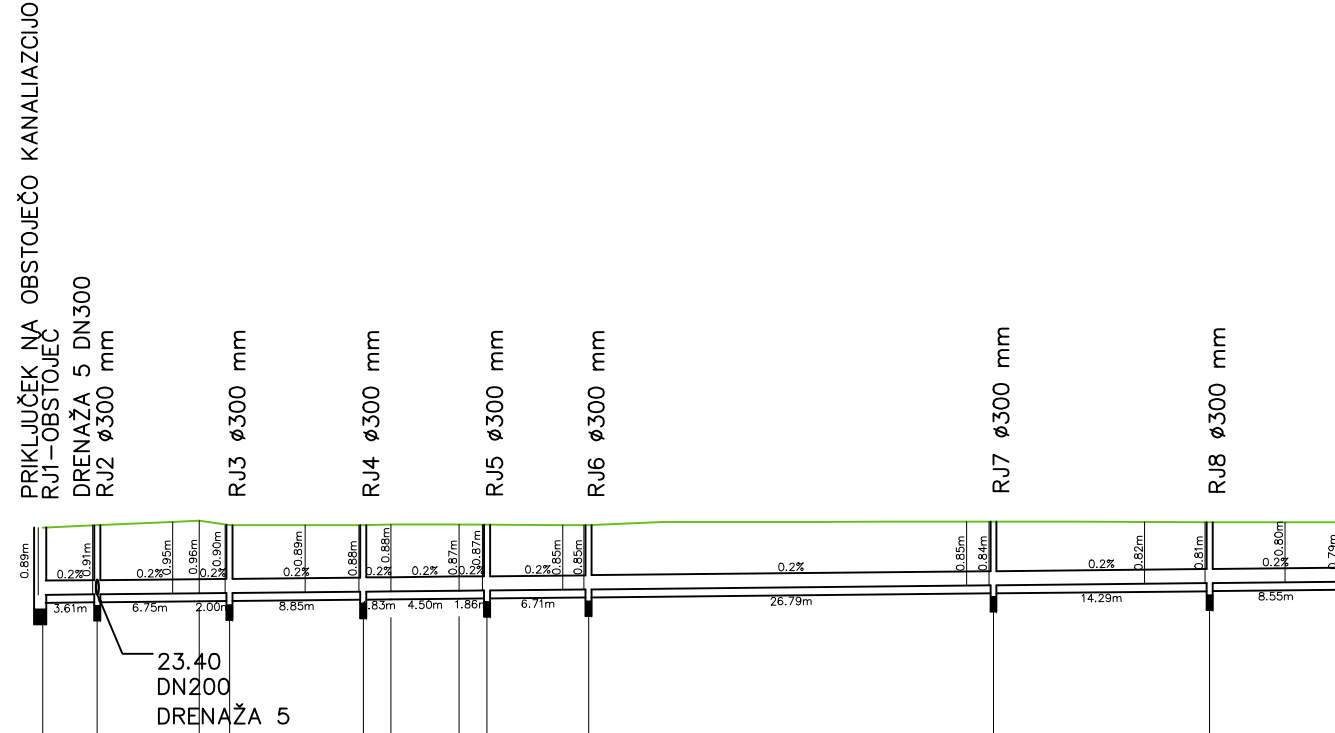 PRIKLJUČEK NA OBSTOJEČO KANALIAZCIJO
RJ1-OBSTOJEČ
DRENAŽA 5 DN300
RJ2 ø300 mm
RJ3 ø300 mm
RJ4 ø300 mm
RJ5 ø300 mm
RJ6 ø300 mm
RJ7 ø300 mm
RJ8 ø300 mm
0.89m
0.91m
0.95m
0.96m
0.90m
0.89m
0.88m
0.88m
0.87m
0.87m
0.85m
0.85m
0.85m
0.84m
0.82m
0.81m
0.80m
0.79m
0.2%
0.2%
0.2%
0.2%
0.2%
0.2%
0.2%
0.2%
0.2%
0.2%
0.2%
3.61m
6.75m
2.00m
8.85m
.83m
4.50m
1.86m
6.71m
26.79m
14.29m
8.55m
23.40
DN200
DRENAŽA 5